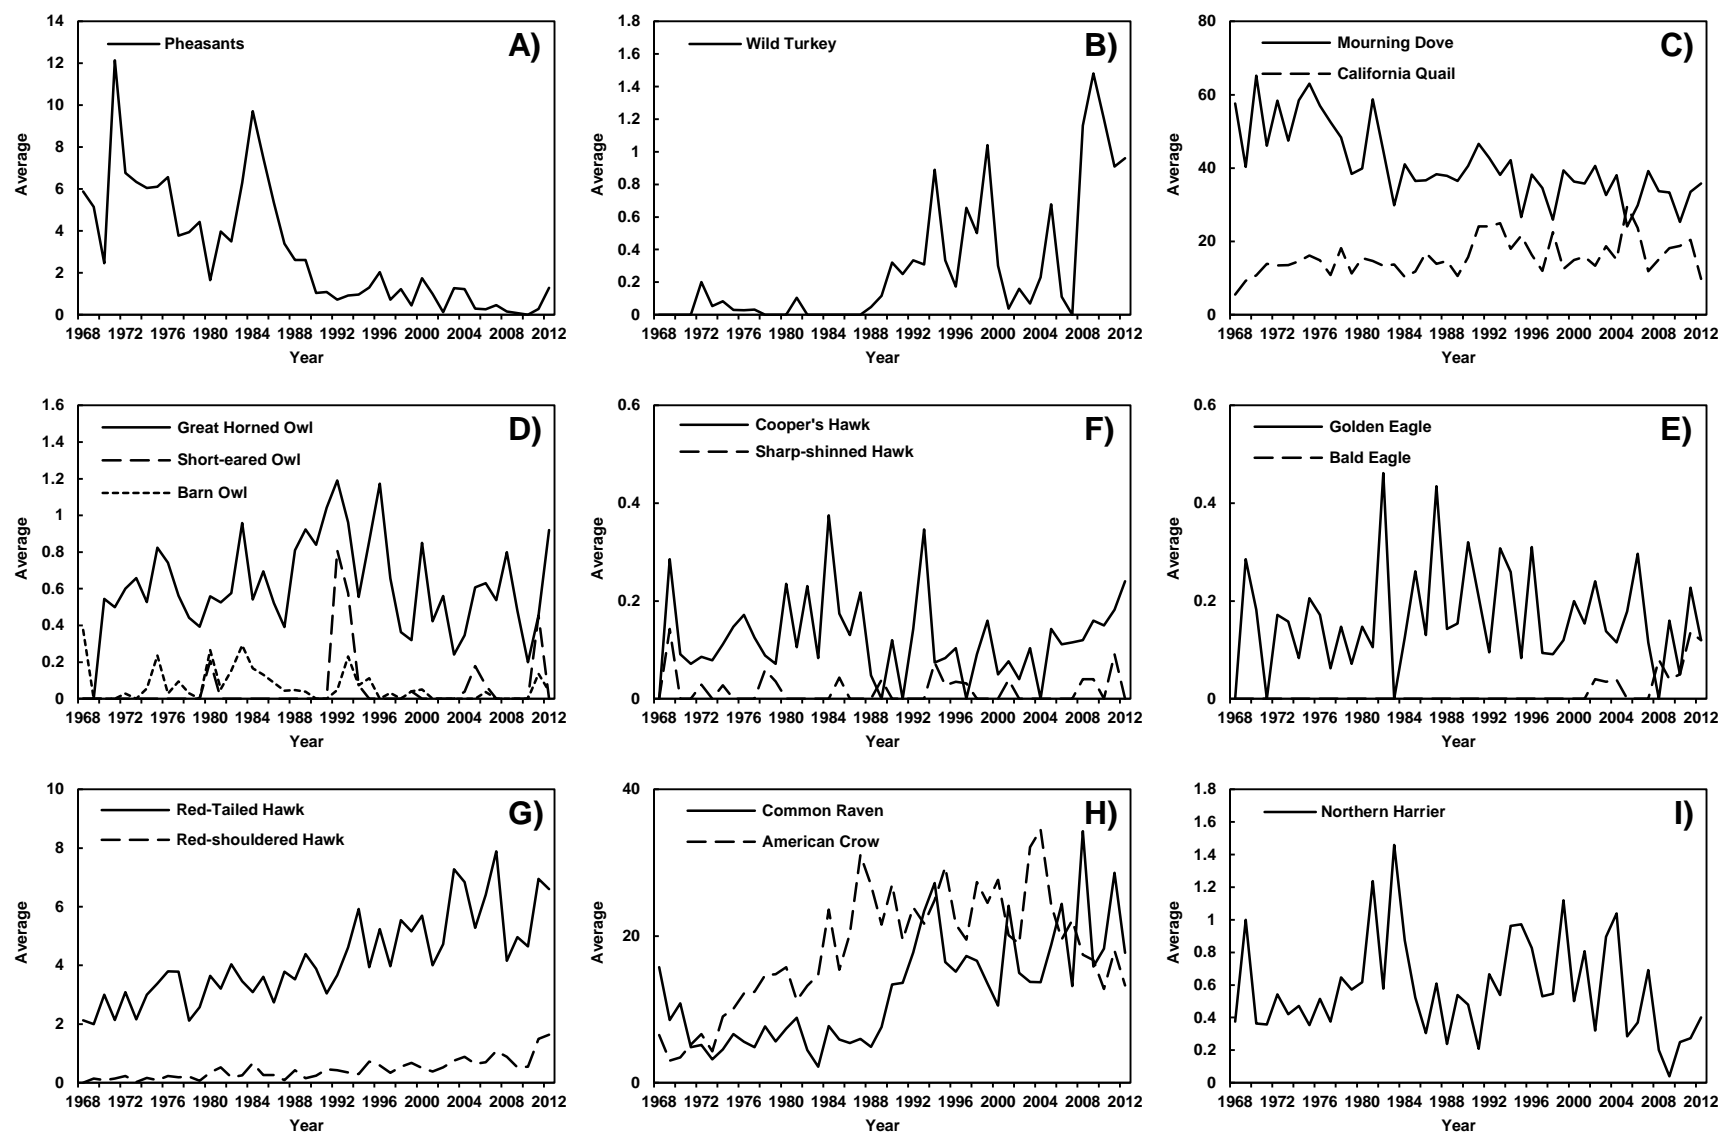 Pheasants
A)
14
12
10
8
6
4
2
0
Average
1968 1972 1976 1980 1984 1988 1992 1996 2000 2004 2008 2012
Year
Wild Turkey
B)
1.8
1.6
1.4
1.2
1
0.8
0.6
0.4
0.2
0
Average
1968 1972 1976 1980 1984 1988 1992 1996 2000 2004 2008 2012
Year
Mourning Dove
California Quail
C)
80
60
40
20
0
Average
1968 1972 1976 1980 1984 1988 1992 1996 2000 2004 2008 2012
Year
Great Horned Owl
Short-eared Owl
Barn Owl
D)
1.6
1.4
1.2
1
0.8
0.6
0.4
0.2
0
Average
1968 1972 1976 1980 1984 1988 1992 1996 2000 2004 2008 2012
Year
Cooper's Hawk
Sharp-shinned Hawk
F)
0.6
0.4
0.2
0
Average
1968 1972 1976 1980 1984 1988 1992 1996 2000 2004 2008 2012
Year
Golden Eagle
Bald Eagle
E)
0.6
0.4
0.2
0
Average
1968 1972 1976 1980 1984 1988 1992 1996 2000 2004 2008 2012
Year
Red-Tailed Hawk
Red-shouldered Hawk
G)
10
8
6
4
2
0
Average
1968 1972 1976 1980 1984 1988 1992 1996 2000 2004 2008 2012
Year
Common Raven
American Crow
H)
40
20
0
Average
1968 1972 1976 1980 1984 1988 1992 1996 2000 2004 2008 2012
Year
Northern Harrier
I)
1.8
1.6
1.4
1.2
1
0.8
0.6
0.4
0.2
0
Average
1968 1972 1976 1980 1984 1988 1992 1996 2000 2004 2008 2012
Year